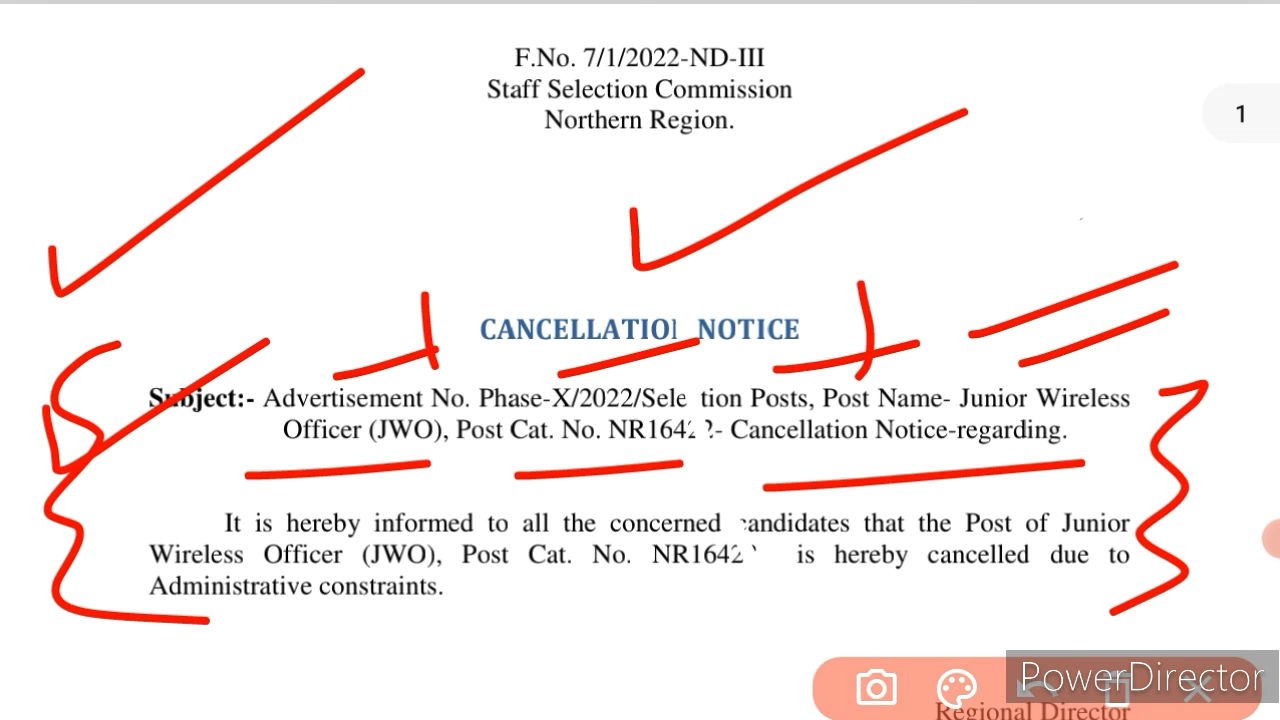 F.No. 7/1/2022-ND-III
Staff Selection Commission
Northern Region.
1
CANCELLATIO NOTICE
Subject:- Advertisement No. Phase-X/2022/Sele tion Posts, Post Name- Junior Wireless
Officer (JWO), Post Cat. No. - Cancellation Notice-regarding.
It is hereby informed to all the concerned andidates that the Post of Junior
Wireless Officer (JWO), Post Cat. No. is hereby cancelled due to
Administrative constraints.
PowerDirector
Regional Director